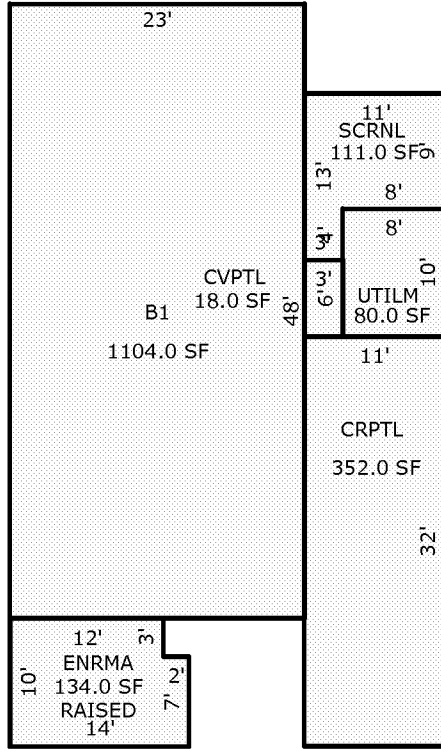 23'
11'
SCRNL
111.0 SF
9'
13'
8'
8'
3'
3'
6'
10'
UTILM
80.0 SF
CVPTL
18.0 SF
48'
B1
1104.0 SF
11'
CRPTL
352.0 SF
32'
12'
3'
ENRMA
134.0 SF
RAISED
14'
10'
2'
7'